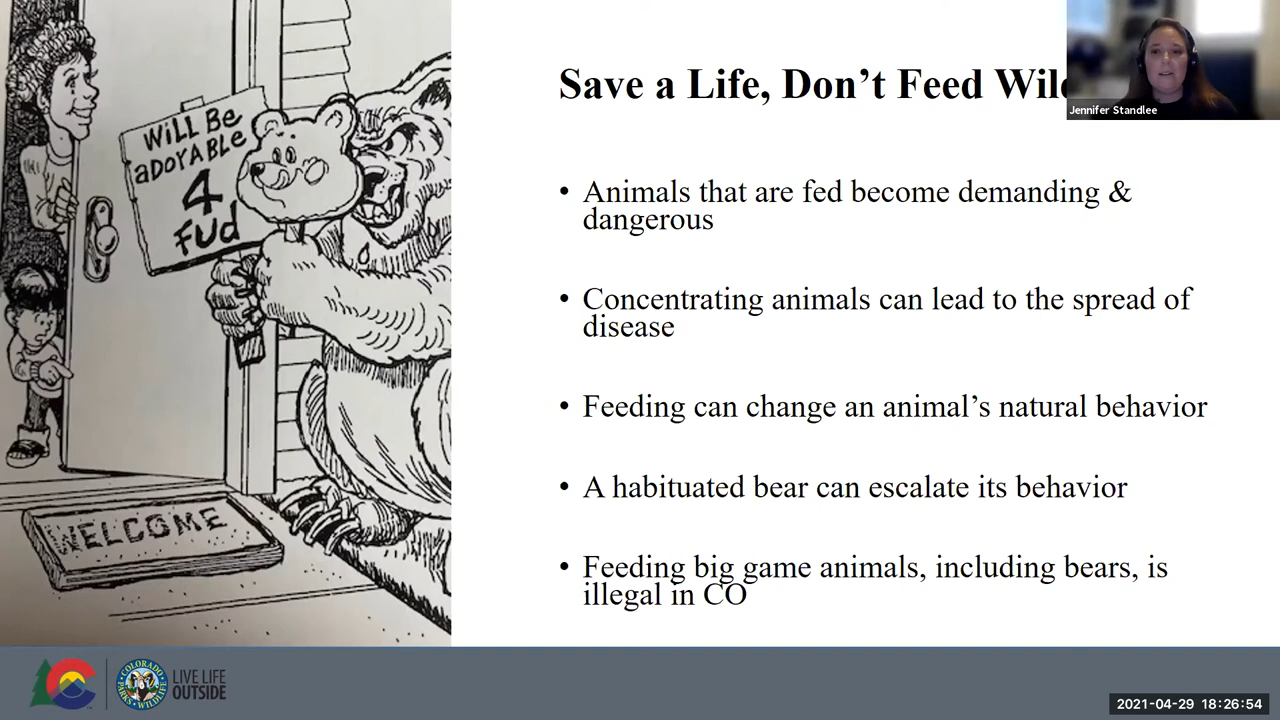 Save a Life, Don’t Feed
Jennifer Standlee
WiLL Be
aDORABLe
4
FUD
• Animals that are fed become demanding &
dangerous
• Concentrating animals can lead to the spread of
disease
• Feeding can change an animal’s natural behavior
• A habituated bear can escalate its behavior
• Feeding big game animals, including bears, is
illegal in CO
WELCOME
C
COLORADO
PARKS & WILDLIFE
LIVE LIFE
OUTSIDE
2021-04-29 18:26:54